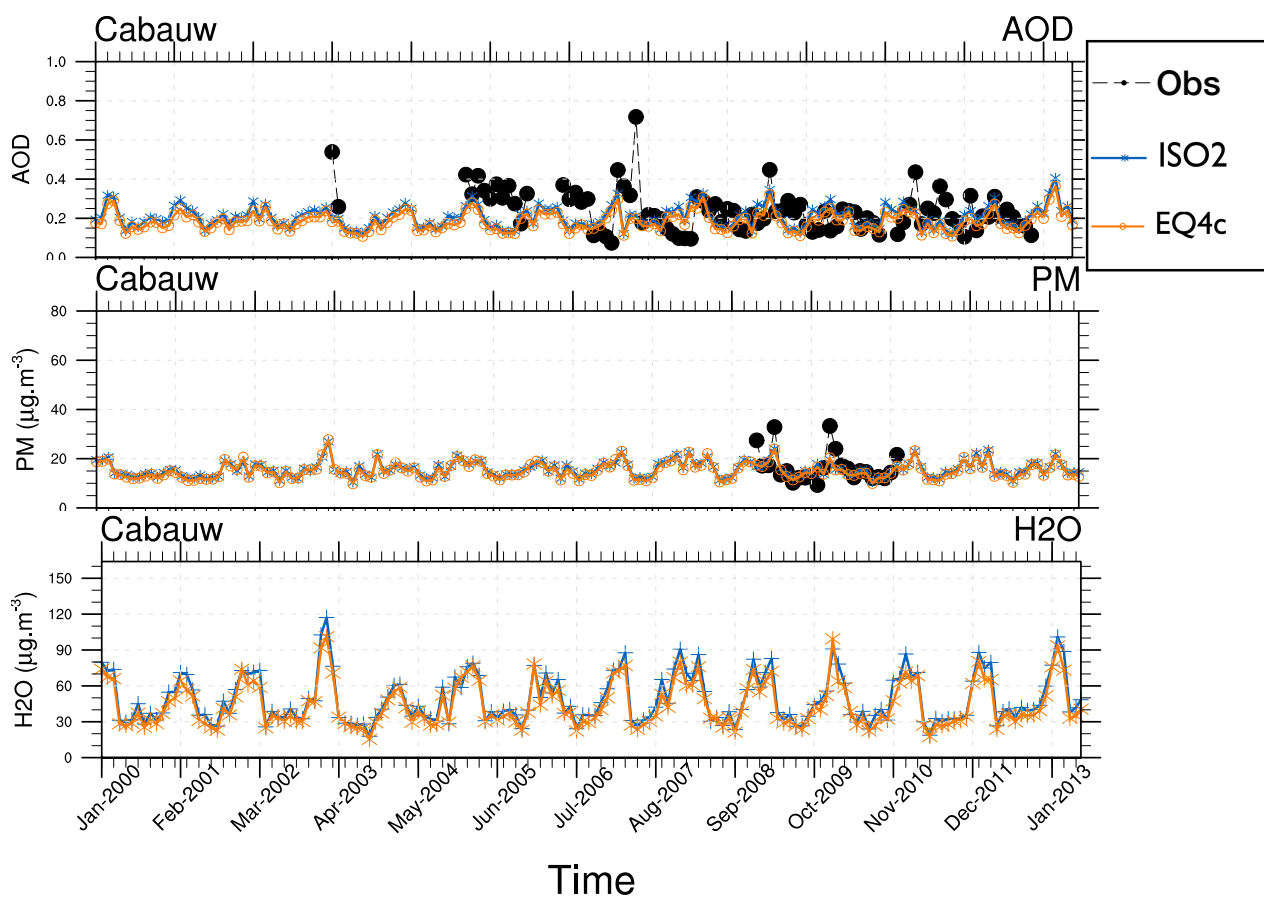 Cabauw AOD
1.0
0.8
0.6
0.4
0.2
0.0
AOD
Obs
ISO2
EQ4c
Cabauw PM
80
60
40
20
0
PM (μg.m-3)
Cabauw H2O
150
120
90
60
30
0
H2O (μg.m-3)
Jan-2000
Feb-2001
Mar-2002
Apr-2003
May-2004
Jun-2005
Jul-2006
Aug-2007
Sep-2008
Oct-2009
Nov-2010
Dec-2011
Jan-2013
Time